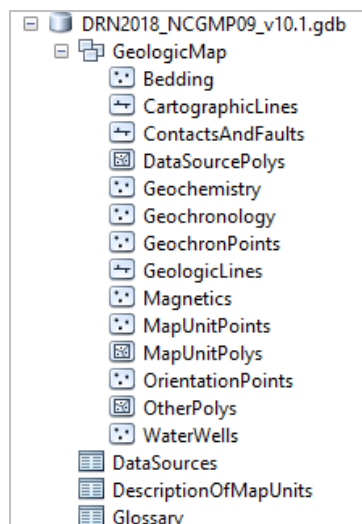 DRN2018_NCGMP09_v10.1.gdb
GeologicMap
Bedding
CartographicLines
ContactsAndFaults
DataSourcePolys
Geochemistry
Geochronology
GeochronPoints
GeologicLines
Magnetics
MapUnitPoints
MapUnitPolys
OrientationPoints
OtherPolys
WaterWells
DataSources
DescriptionOfMapUnits
Glossary